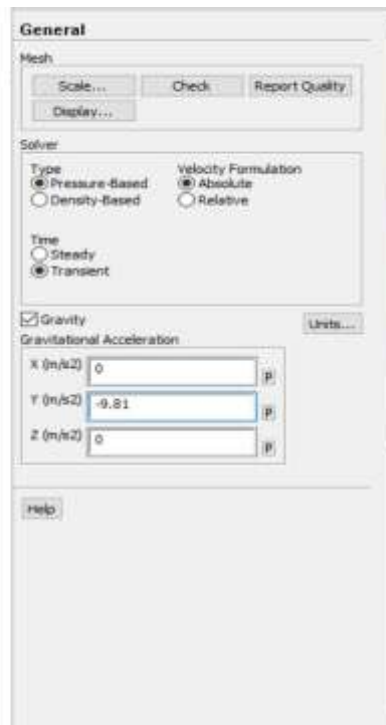 General
Mesh
Scale... Check Report Quality
Display...
Solver
Type Velocity Formulation
Pressure-Based Absolute
Density-Based Relative
Time
Steady
Transient
Gravity Units...
Gravitational Acceleration
X (m/s2) 0 P
Y (m/s2) -9.81 P
Z (m/s2) 0 P
Help